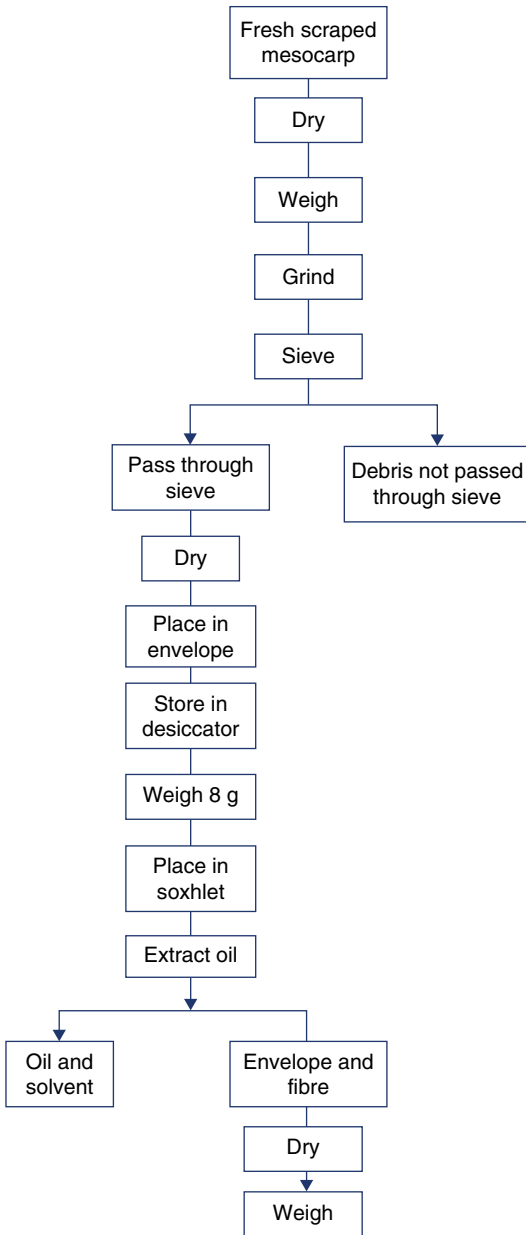 Fresh scraped
mesocarp
Dry
Weigh
Grind
Sieve
Pass through
sieve
Debris not passed
through sieve
Dry
Place in
envelope
Store in
desiccator
Weigh 8 g
Place in
soxhlet
Extract oil
Oil and
solvent
Envelope and
fibre
Dry
Weigh